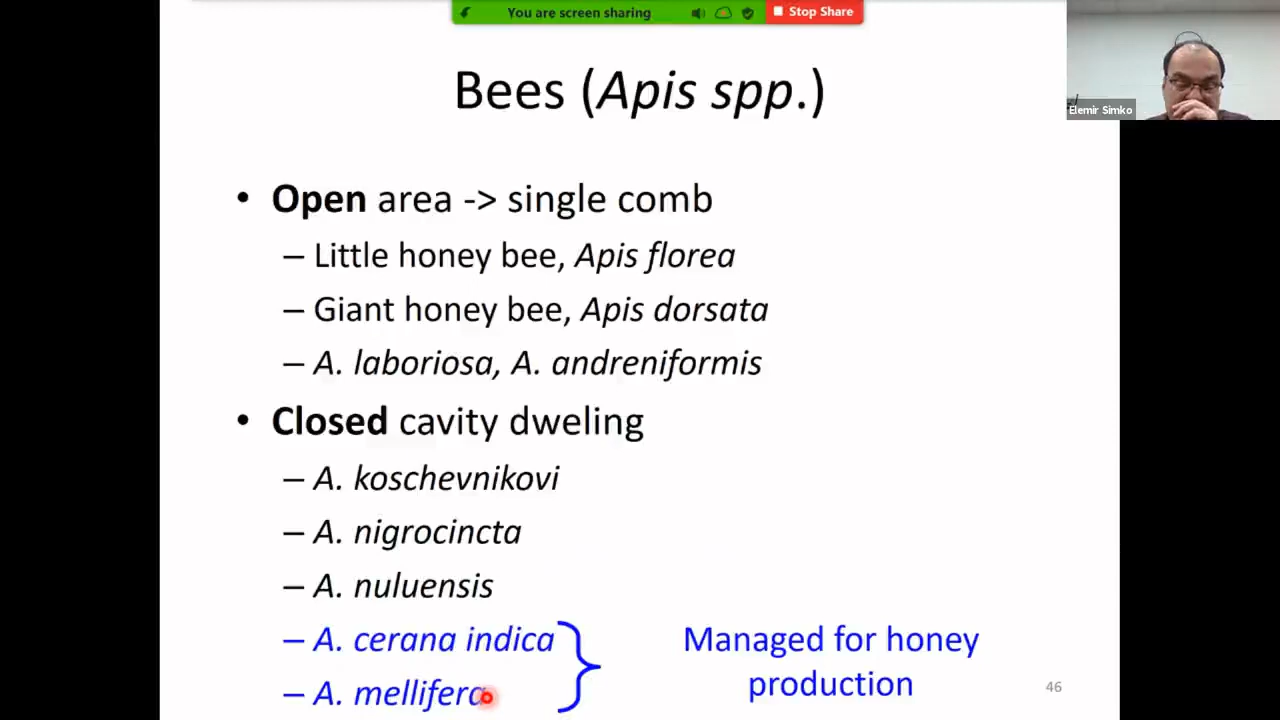 You are screen sharing
Stop Share
Elemir Simko
Bees (Apis spp.)
• Open area -> single comb
– Little honey bee, Apis florea
– Giant honey bee, Apis dorsata
– A. laboriosa, A. andreniformis
• Closed cavity dweling
– A. koschevnikovi
– A. nigrocincta
– A. nuluensis
– A. cerana indica
– A. mellifera
Managed for honey
production
46